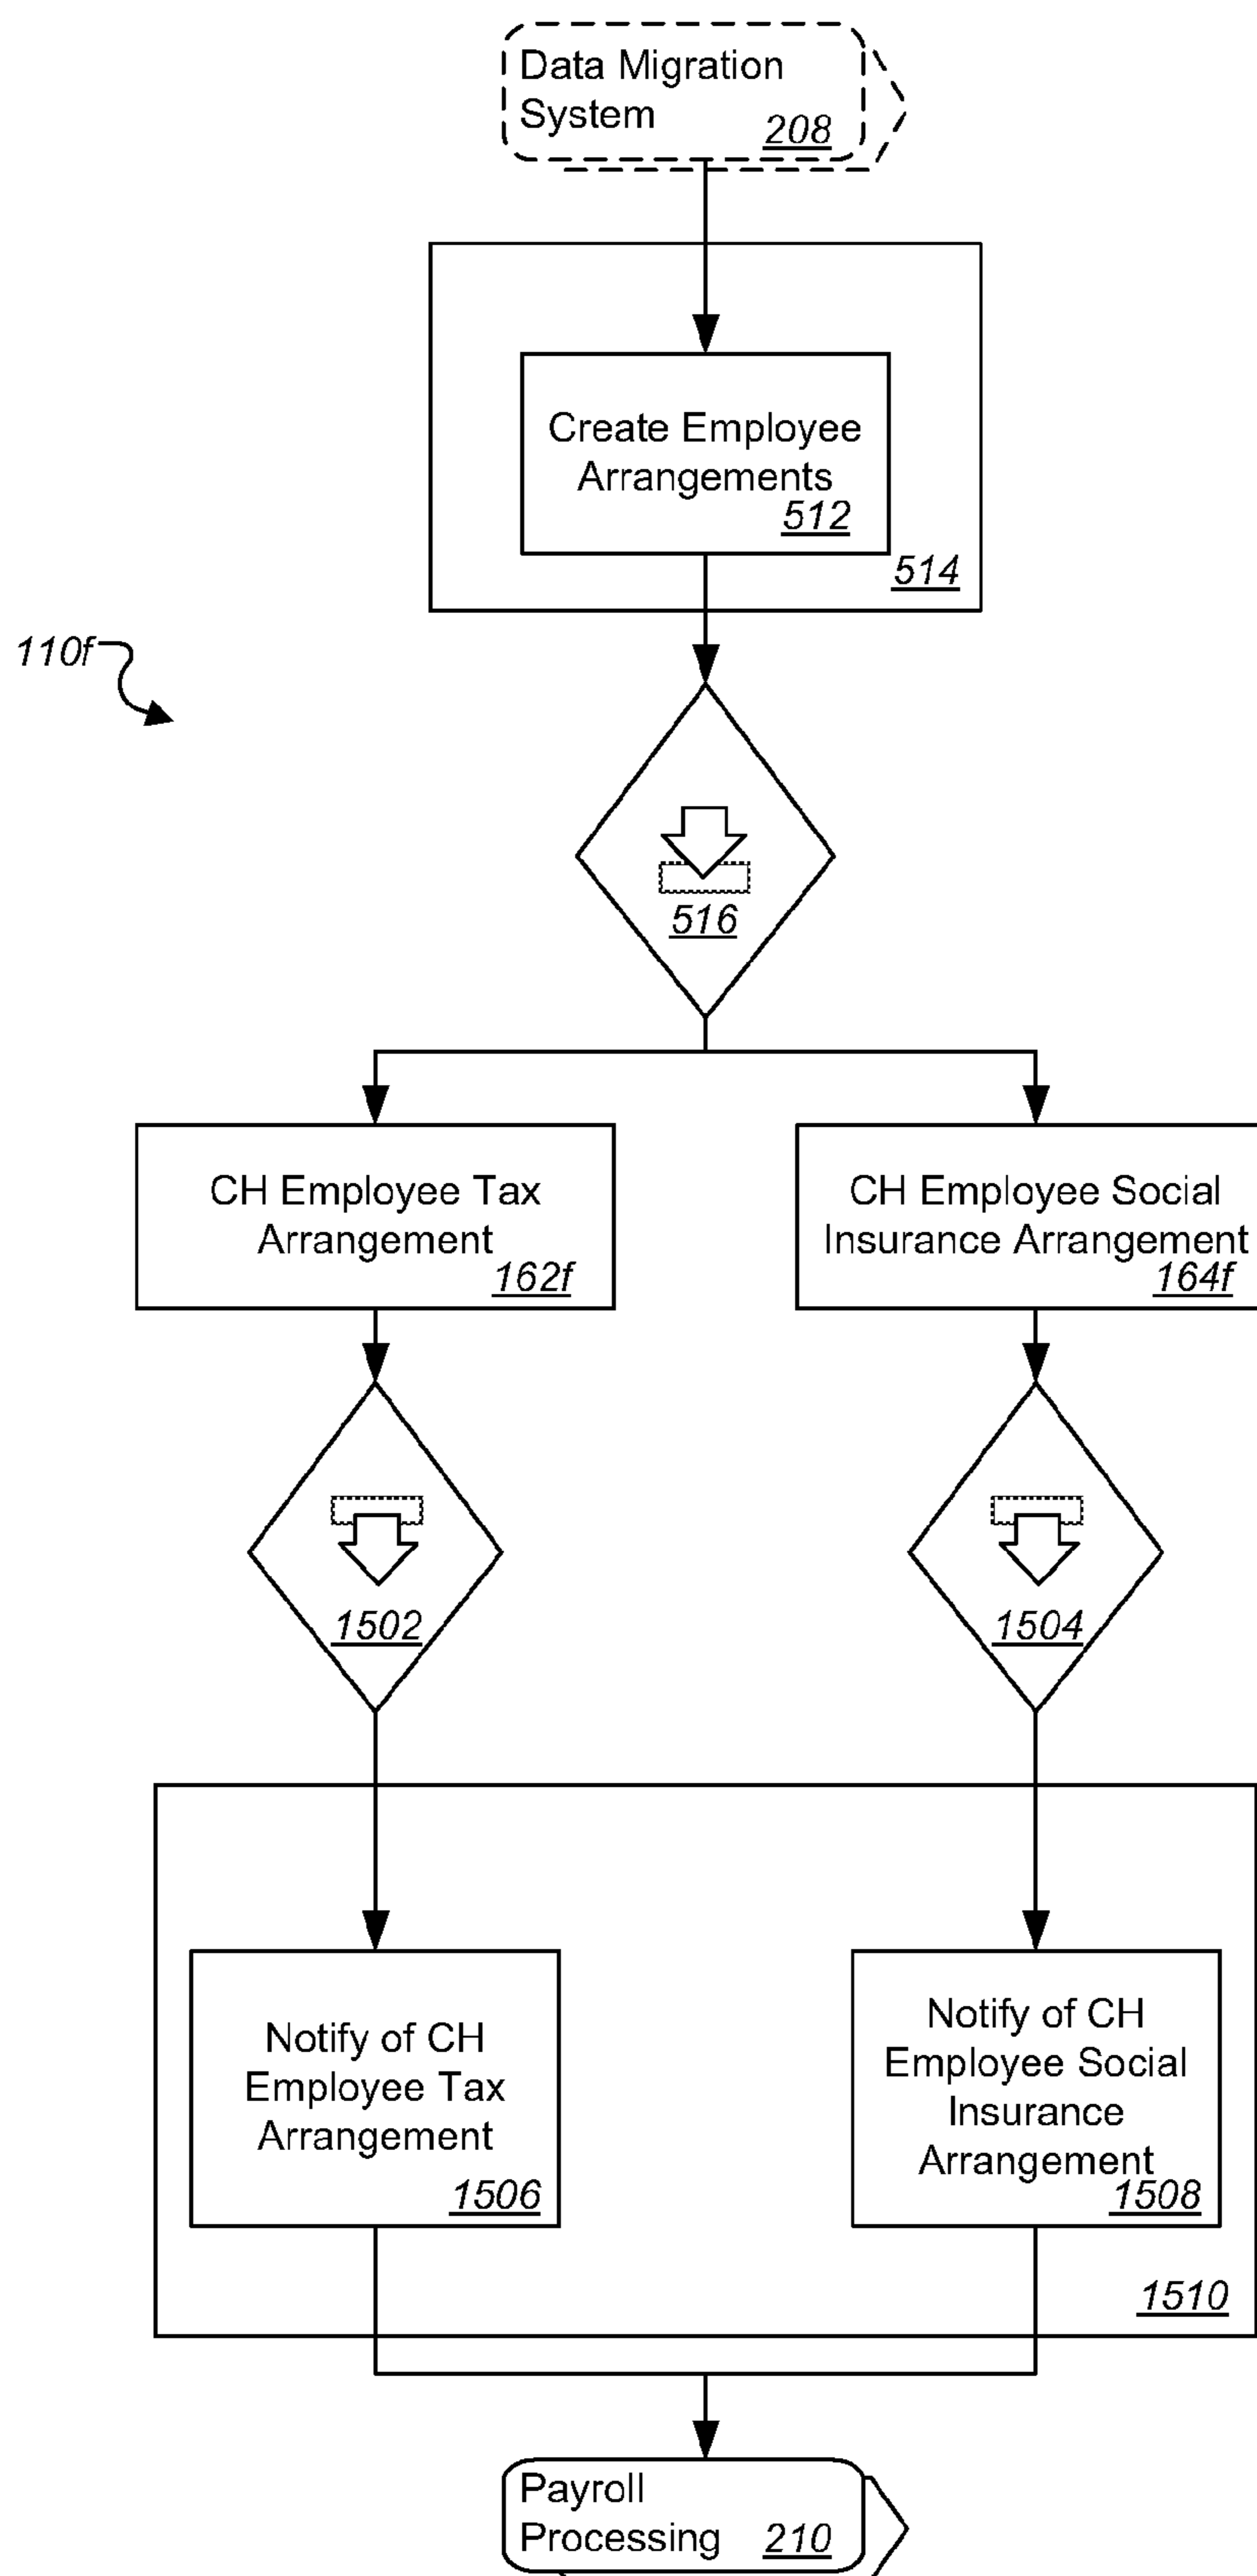 Data Migration
System 208
Create Employee
Arrangements
512
514
110f
516
CH Employee Tax
Arrangement
162f
CH Employee Social
Insurance Arrangement
164f
1502
1504
Notify of CH
Employee Tax
Arrangement
1506
Notify of CH
Employee Social
Insurance
Arrangement
1508
1510
Payroll
Processing 210